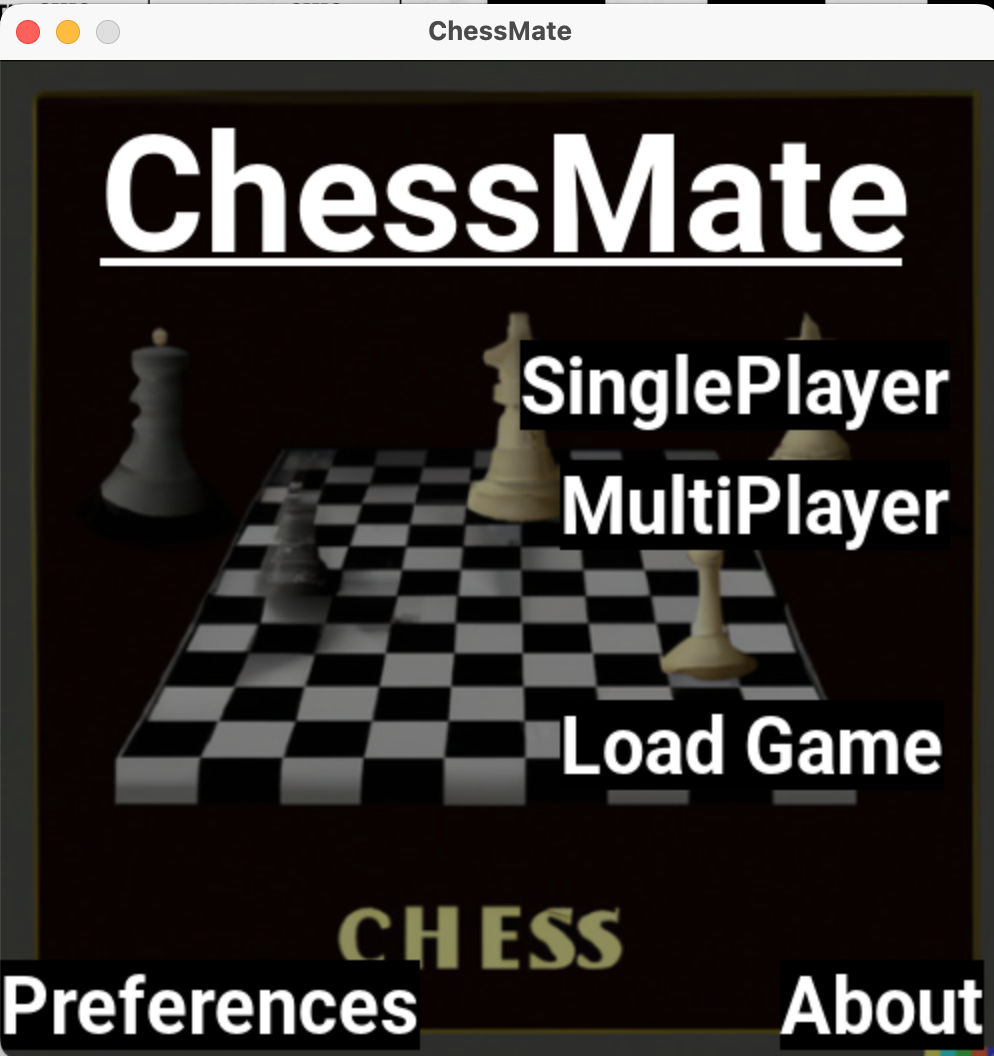 ChessMate
ChessMate
SinglePlayer
MultiPlayer
Load Game
CHESS
Preferences
About